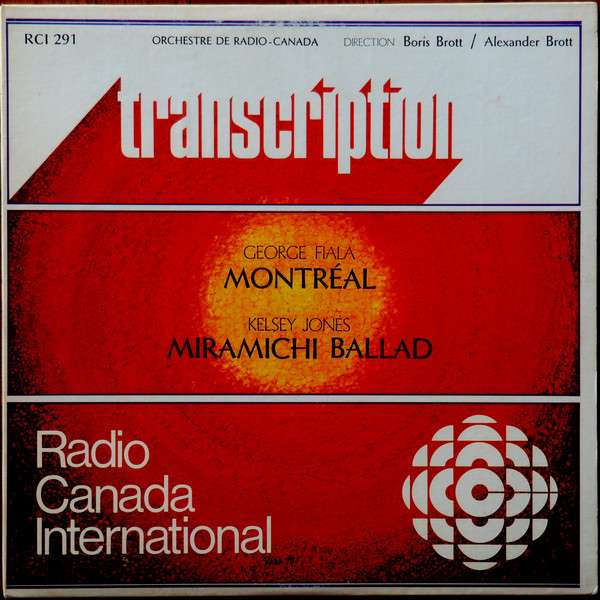 RCI 291 ORCHESTRE DE RADIO-CANADA DIRECTION Boris Brott / Alexander Brott
transcription
GEORGE FIALA
MONTRÉAL
KELSEY JONES
MIRAMICHI BALLAD
Radio
Canada
International